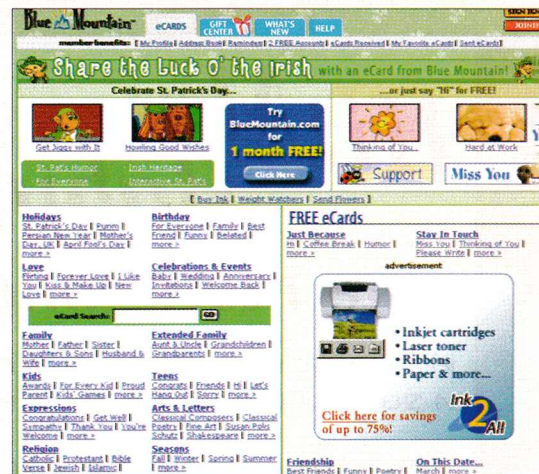 Blue Mountain™
eCARDS
GIFT CENTER
WHAT'S NEW
HELP
SIGN
JOIN
member benefits: [ My Profile | Address Book | Reminders | 2 FREE Accounts | eCards Received | My Favorite eCards | Sent eCards ]
Share the Luck o' the Irish with an eCard from Blue Mountain!
Celebrate St. Patrick's Day...
...or just say "Hi" for FREE!
Get Jiggy with It
Howling Good Wishes
Try
BlueMountain.com
for
1 month FREE!
Click Here
Thinking of You
Hard at Work
St. Pat's Humor
Irish Heritage
For Everyone
Interactive St. Pat's
Support
Miss You
[ Buy Ink | Weight Watchers | Send Flowers ]
Holidays
St. Patrick's Day | Purim |
Persian New Year | Mother's
Day, UK | April Fool's Day |
more »
Birthday
For Everyone | Family | Best
Friend | Funny | Belated |
more »
Love
Flirting | Forever Love | I Like
You | Kiss & Make Up | New
Love | more »
Celebrations & Events
Baby | Wedding | Anniversary |
Invitations | Welcome Back |
more »
eCard Search:
GO
Family
Mother | Father | Sister |
Daughters & Sons | Husband &
Wife | more »
Extended Family
Aunt & Uncle | Grandchildren |
Grandparents | more »
Kids
Awards | For Every Kid | Proud
Parent | Kids' Games | more »
Teens
Congrats | Friends | Hi | Let's
Hang Out | Sorry | more »
Expressions
Congratulations | Get Well |
Sympathy | Thank You | You're
Welcome | more »
Arts & Letters
Classical Composers | Classical
Poetry | Fine Art | Susan Polis
Schutz | Shakespeare | more »
Religion
Catholic | Protestant | Bible
Verse | Jewish | Islamic |
Seasons
Fall | Winter | Spring | Summer
| more »
FREE eCards
Just Because
Hi | Coffee Break | Humor |
more »
Stay In Touch
Miss You | Thinking of You |
Please Write | more »
advertisement
• Inkjet cartridges
• Laser toner
• Ribbons
• Paper & more...
Click here for savings
of up to 75%!
Ink
2
All
Friendship
Best Friends | Funny | Poetry |
On This Date...
March | more »